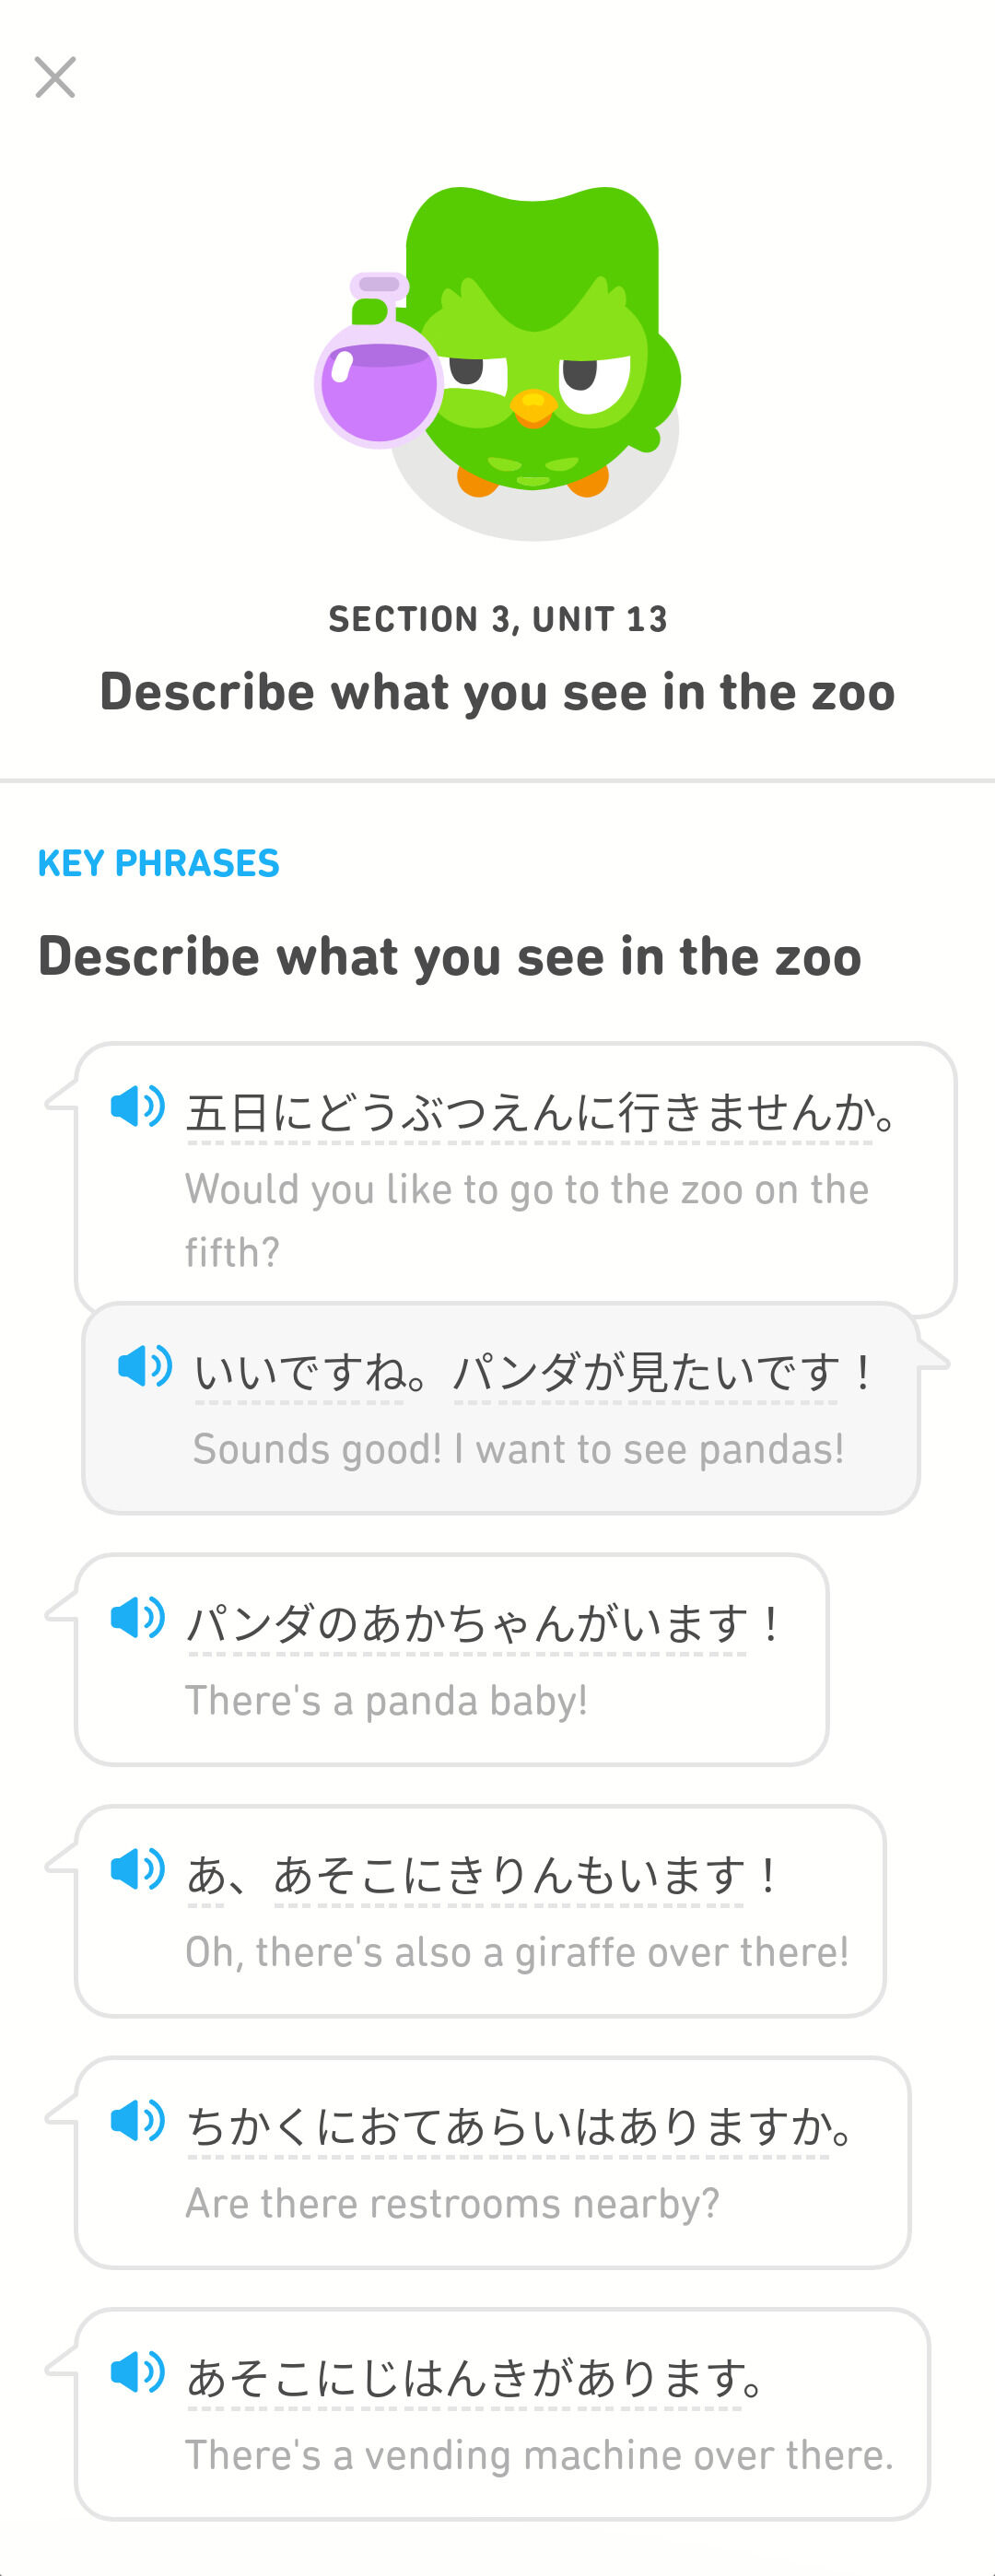 SECTION 3, UNIT 13
Describe what you see in the zoo
KEY PHRASES
Describe what you see in the zoo
五日にどうぶつえんに行きませんか。
Would you like to go to the zoo on the
fifth?
いいですね。パンダが見たいです！
Sounds good! I want to see pandas!
パンダのあかちゃんがいます！
There's a panda baby!
あ、あそこにきりんもいます！
Oh, there's also a giraffe over there!
ちかくにおてあらいはありますか。
Are there restrooms nearby?
あそこにじはんきがあります。
There's a vending machine over there.